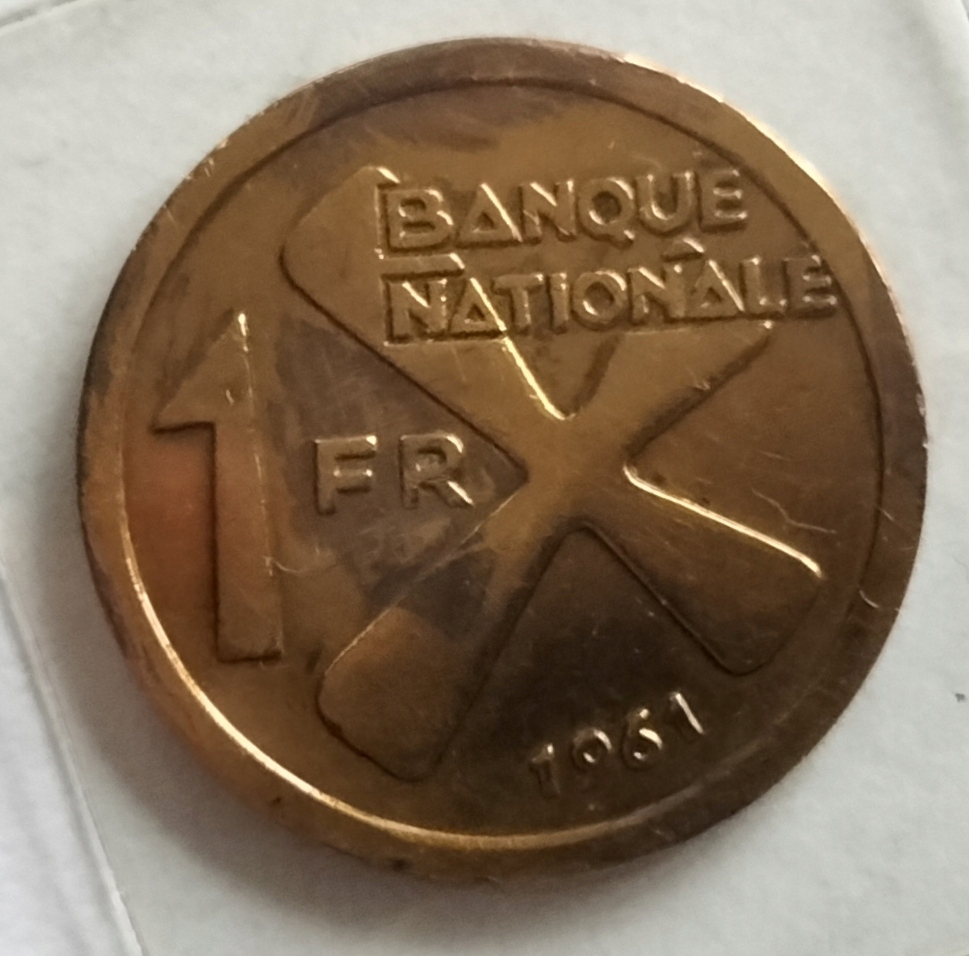 BANQUE
NATIONALE
1 FR
1961